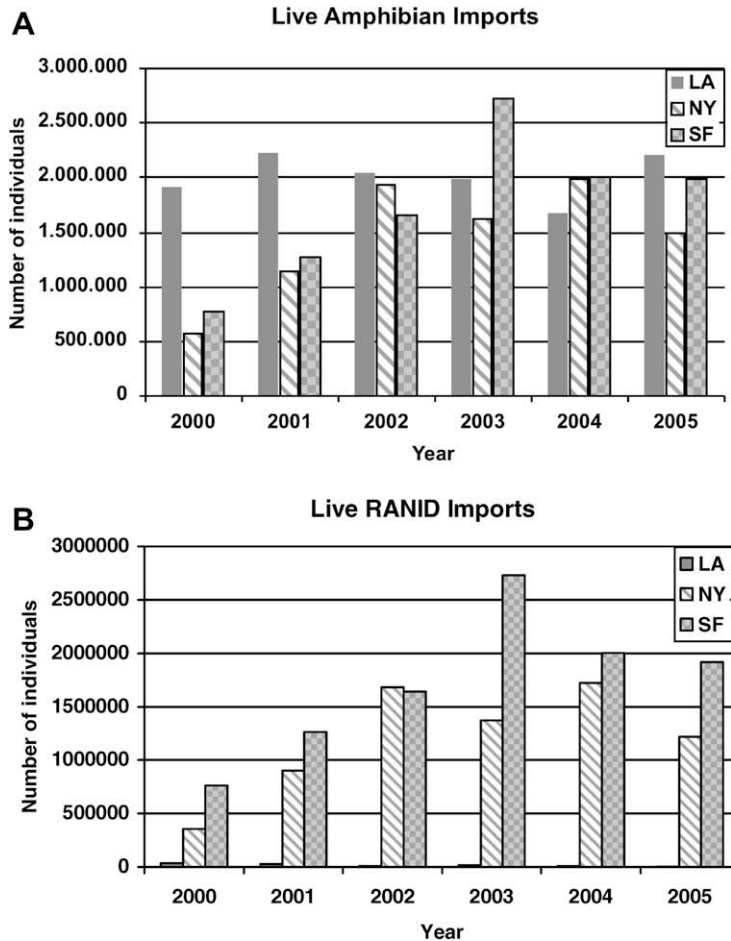 A
Live Amphibian Imports
3.000.000
2.500.000
2.000.000
1.500.000
1.000.000
500.000
0
Number of individuals
LA
NY
SF
2000 2001 2002 2003 2004 2005
Year
B
Live RANID Imports
3000000
2500000
2000000
1500000
1000000
500000
0
Number of individuals
LA
NY
SF
2000 2001 2002 2003 2004 2005
Year